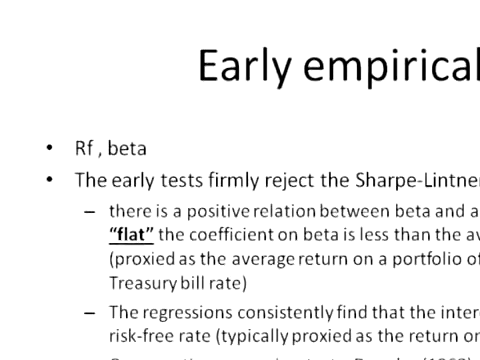 Early empirical
• Rf , beta
• The early tests firmly reject the Sharpe-Lintner
– there is a positive relation between beta and a
“flat” the coefficient on beta is less than the av
(proxied as the average return on a portfolio of
Treasury bill rate)
– The regressions consistently find that the inter
risk-free rate (typically proxied as the return on